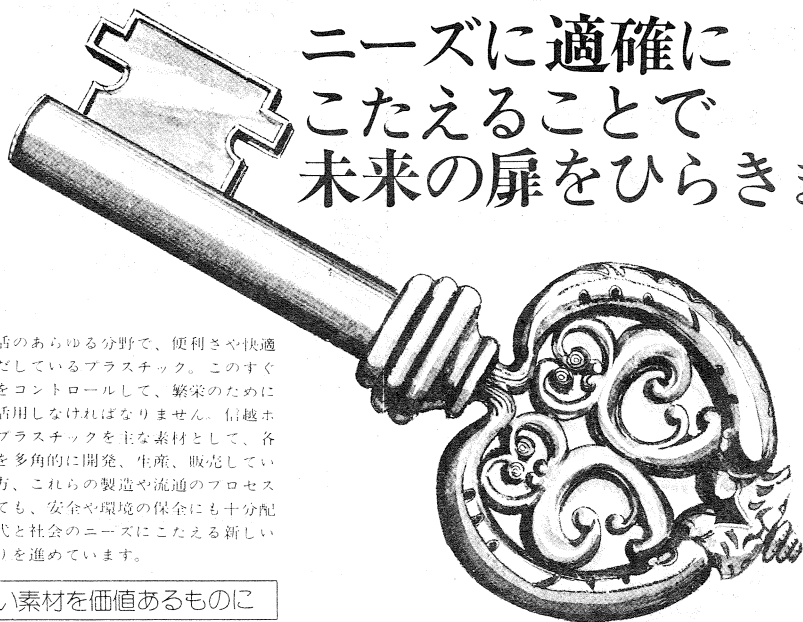 ニーズに適確に
こたえることで
未来の扉をひらきま
活のあらゆる分野で、便利さや快適
だしているプラスチック。このすぐ
をコントロールして、繁栄のために
活用しなければなりません。信越ポ
プラスチックを主な素材として、各
を多角的に開発、生産、販売してい
方、これらの製造や流通のプロセス
ても、安全や環境の保全にも十分配
代と社会のニーズにこたえる新しい
りを進めています。
い素材を価値あるものに